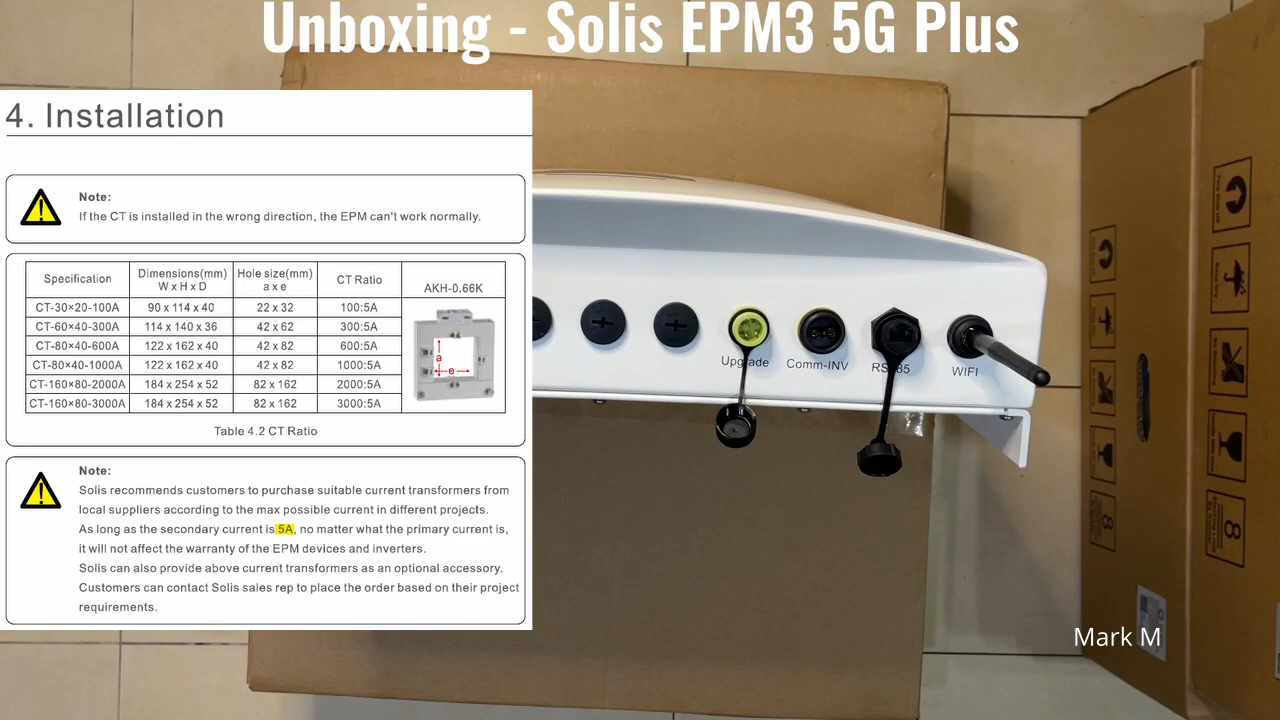 Unboxing - Solis EPM3 5G Plus
4. Installation
Note:
If the CT is installed in the wrong direction, the EPM can't work normally.
Specification Dimensions(mm) W x H x D Hole size(mm) a x e CT Ratio AKH-0.66K
CT-30×20-100A 90 x 114 x 40 22 x 32 100:5A
CT-60×40-300A 114 x 140 x 36 42 x 62 300:5A
CT-80×40-600A 122 x 162 x 40 42 x 82 600:5A
CT-80×40-1000A 122 x 162 x 40 42 x 82 1000:5A
CT-160×80-2000A 184 x 254 x 52 82 x 162 2000:5A
CT-160×80-3000A 184 x 254 x 52 82 x 162 3000:5A
a
e
Table 4.2 CT Ratio
Note:
Solis recommends customers to purchase suitable current transformers from
local suppliers according to the max possible current in different projects.
As long as the secondary current is 5A, no matter what the primary current is,
it will not affect the warranty of the EPM devices and inverters.
Solis can also provide above current transformers as an optional accessory.
Customers can contact Solis sales rep to place the order based on their project
requirements.
Upgrade Comm-INV RS485 WIFI
8
8
Mark M